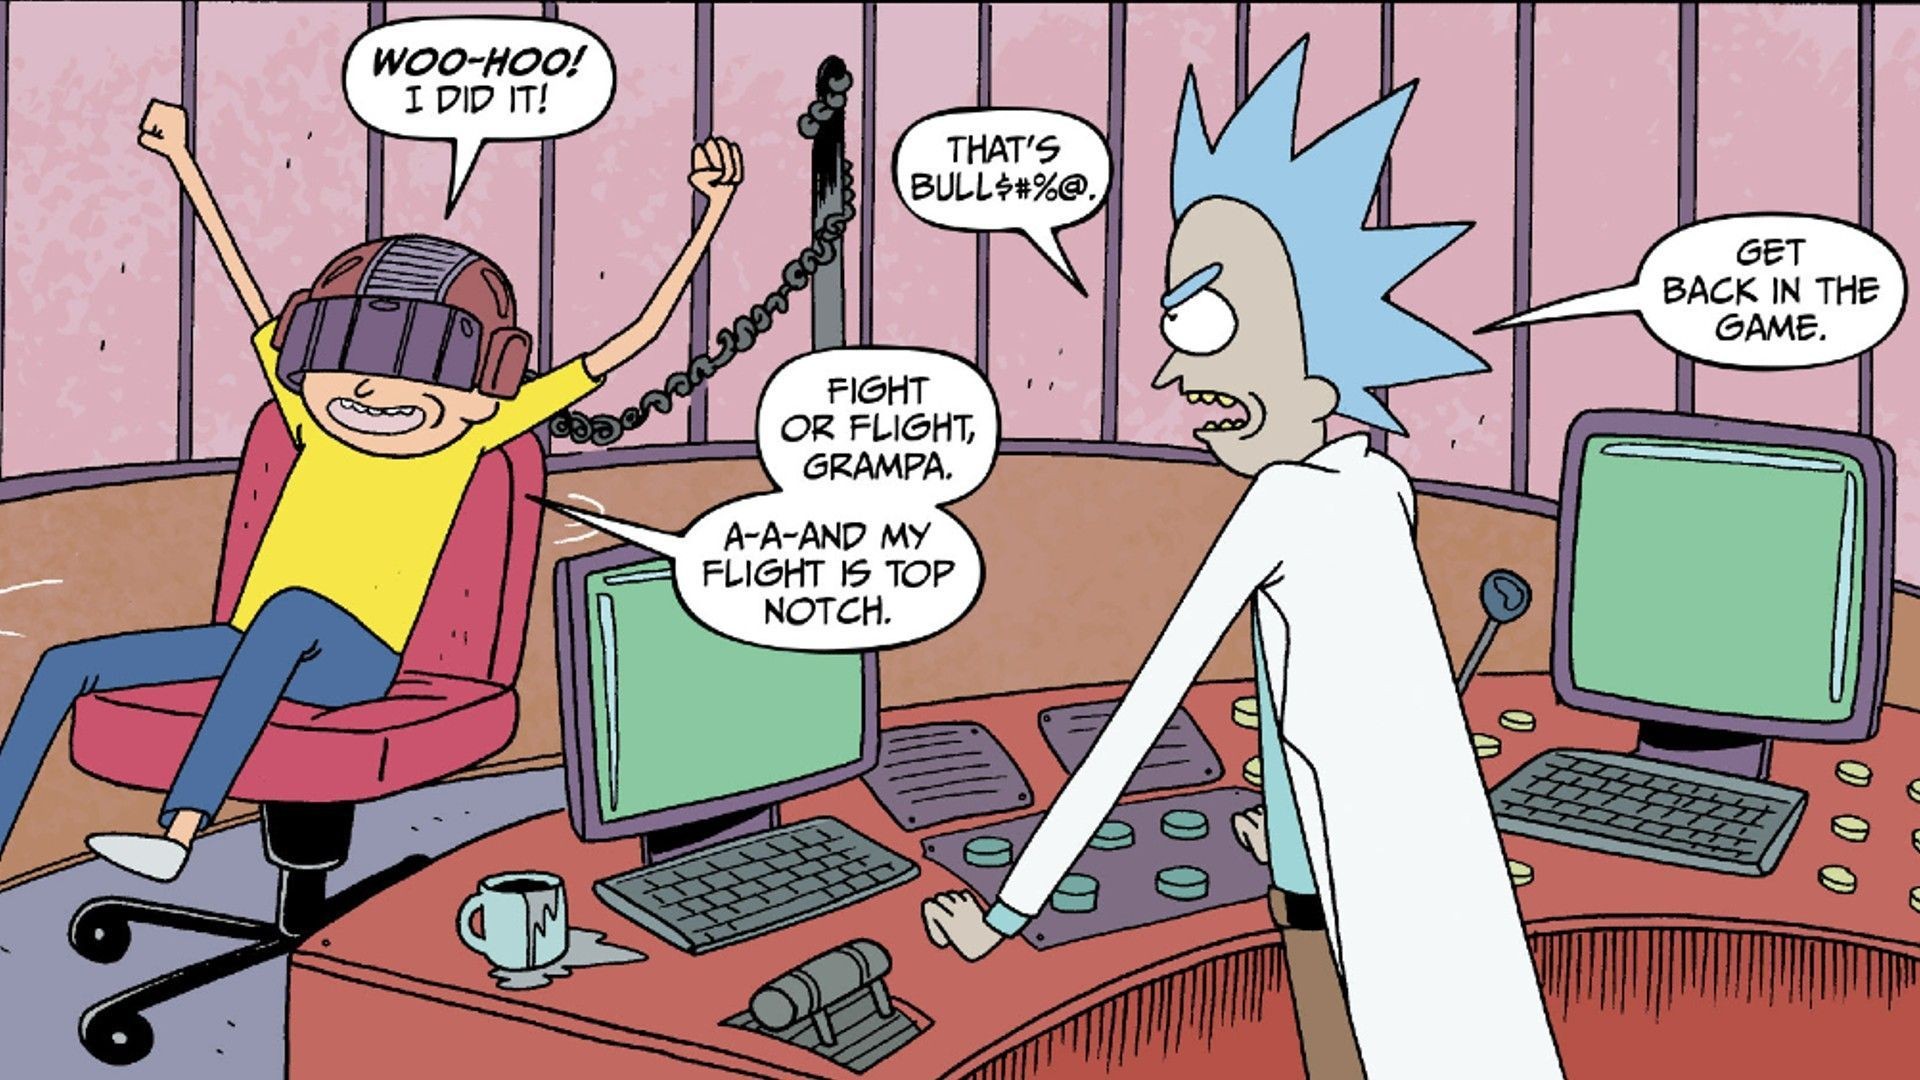 WOO-HOO!
I DID IT!
THAT'S
BULL$#%@.
FIGHT
OR FLIGHT,
GRAMPA.
A-A-AND MY
FLIGHT IS TOP
NOTCH.
GET
BACK IN THE
GAME.